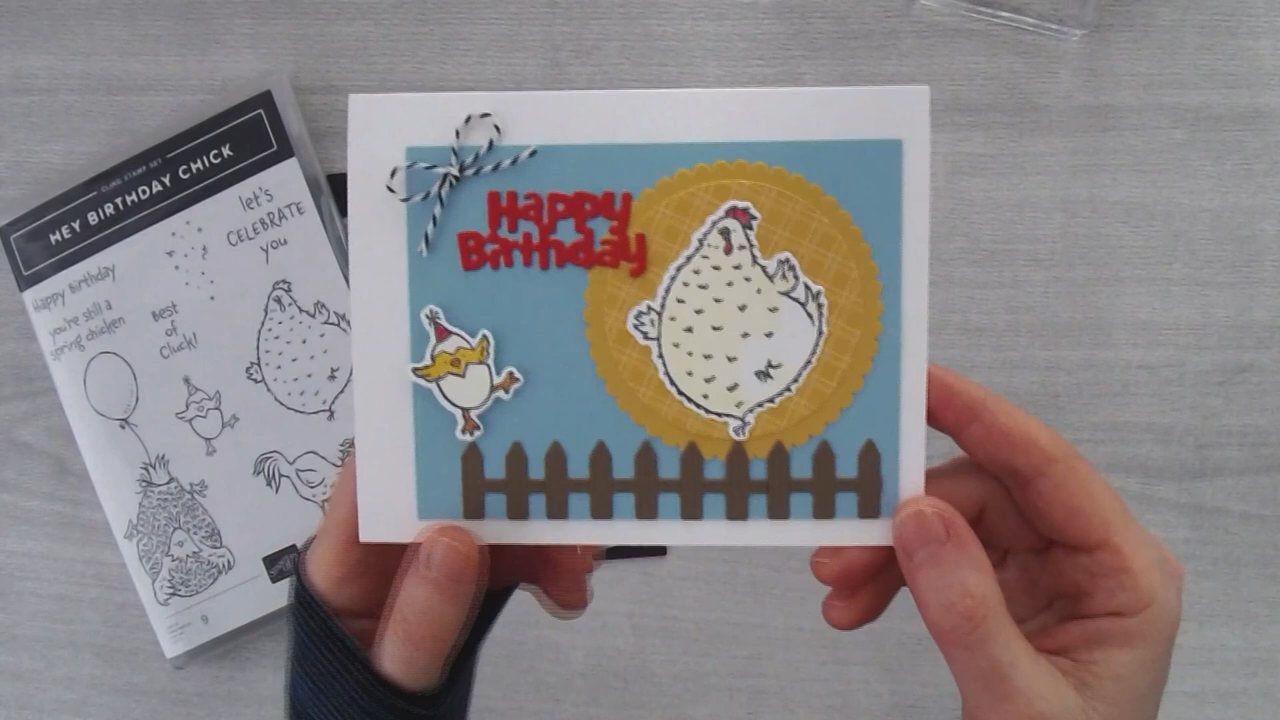 CLING STAMP SET
HEY BIRTHDAY CHICK
let's
CELEBRATE
you
Happy Birthday
you're still a
spring chicken
Best
of
Cluck!
9
Happy
Birthday